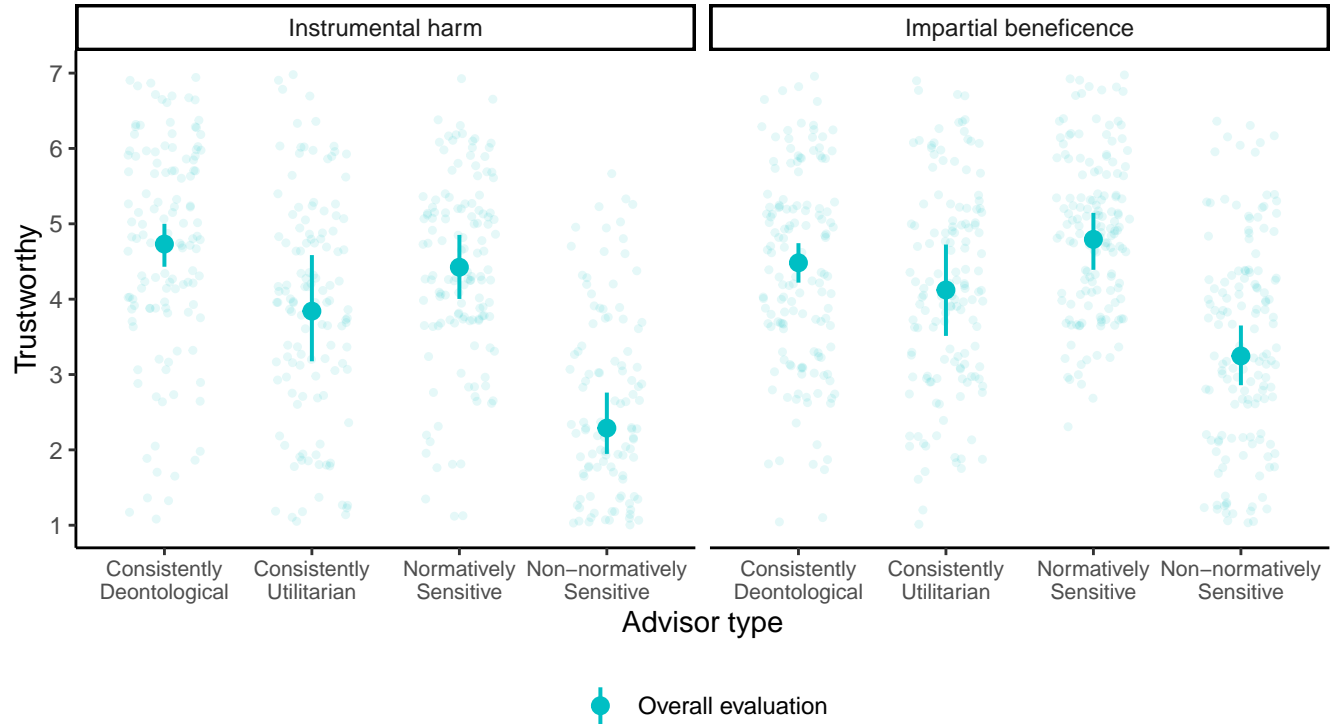 Instrumental harm
Impartial beneficence
Trustworthy
7
6
5
4
3
2
1
Consistently
Deontological
Consistently
Utilitarian
Normatively
Sensitive
Non−normatively
Sensitive
Consistently
Deontological
Consistently
Utilitarian
Normatively
Sensitive
Non−normatively
Sensitive
Advisor type
Overall evaluation